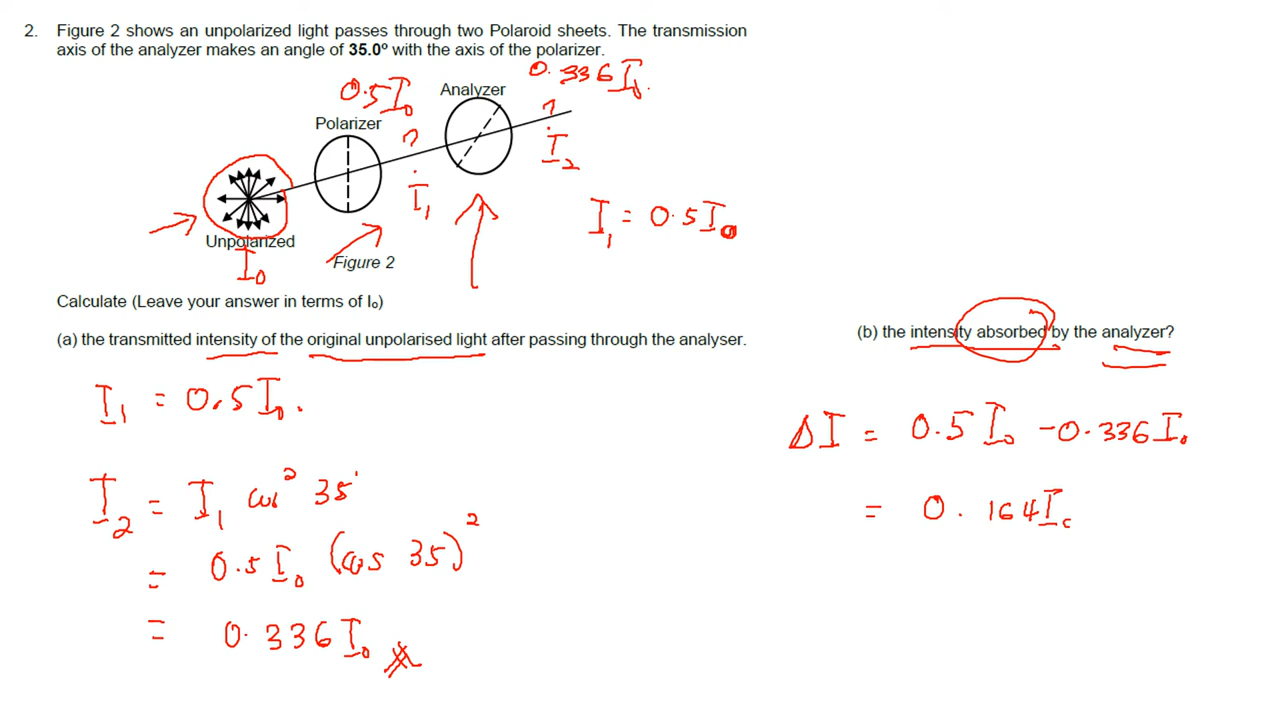 2. Figure 2 shows an unpolarized light passes through two Polaroid sheets. The transmission
axis of the analyzer makes an angle of 35.0º with the axis of the polarizer.
0.336I₀
0.5I₀
Analyzer
Polarizer
I₂
I₁
I₁ = 0.5I₀
Unpolarized
I₀
Figure 2
Calculate (Leave your answer in terms of Iₒ)
(a) the transmitted intensity of the original unpolarised light after passing through the analyser.
I₁ = 0.5I₀.
I₂ = I₁ cos² 35°
= 0.5I₀ (cos 35)²
= 0.336I₀
(b) the intensity absorbed by the analyzer?
ΔI = 0.5I₀ - 0.336I₀
= 0.164I₀